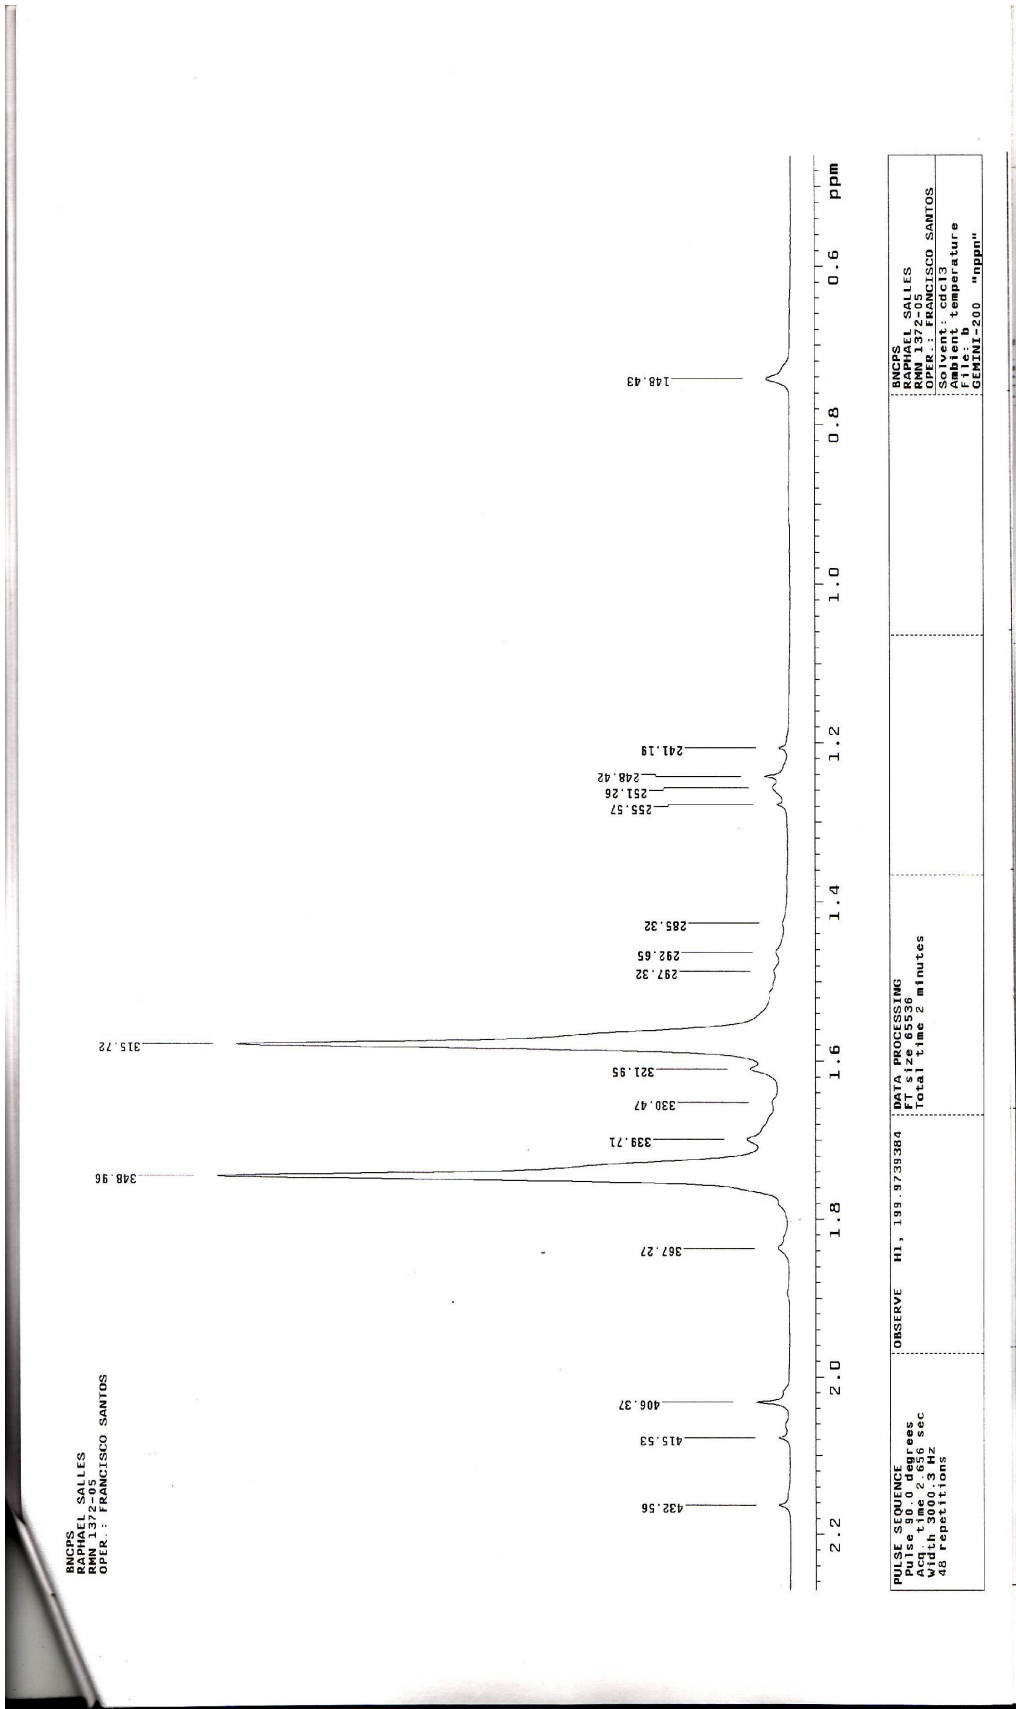 BNCPS
RAPHAEL SALLES
RMN 1372-05
OPER.: FRANCISCO SANTOS
432.56
415.53
406.37
367.27
348.96
339.71
330.47
321.95
315.72
297.32
292.65
285.32
255.57
251.26
248.42
241.19
148.43
2.2 2.0 1.8 1.6 1.4 1.2 1.0 0.8 0.6 ppm
PULSE SEQUENCE
Pulse 90.0 degrees
Acq. time 2.656 sec
Width 3000.3 Hz
48 repetitions
OBSERVE H1, 199.9739384
DATA PROCESSING
FT size 65536
Total time 2 minutes
BNCPS
RAPHAEL SALLES
RMN 1372-05
OPER.: FRANCISCO SANTOS
Solvent: cdcl3
Ambient temperature
File: b
GEMINI-200 "nppn"